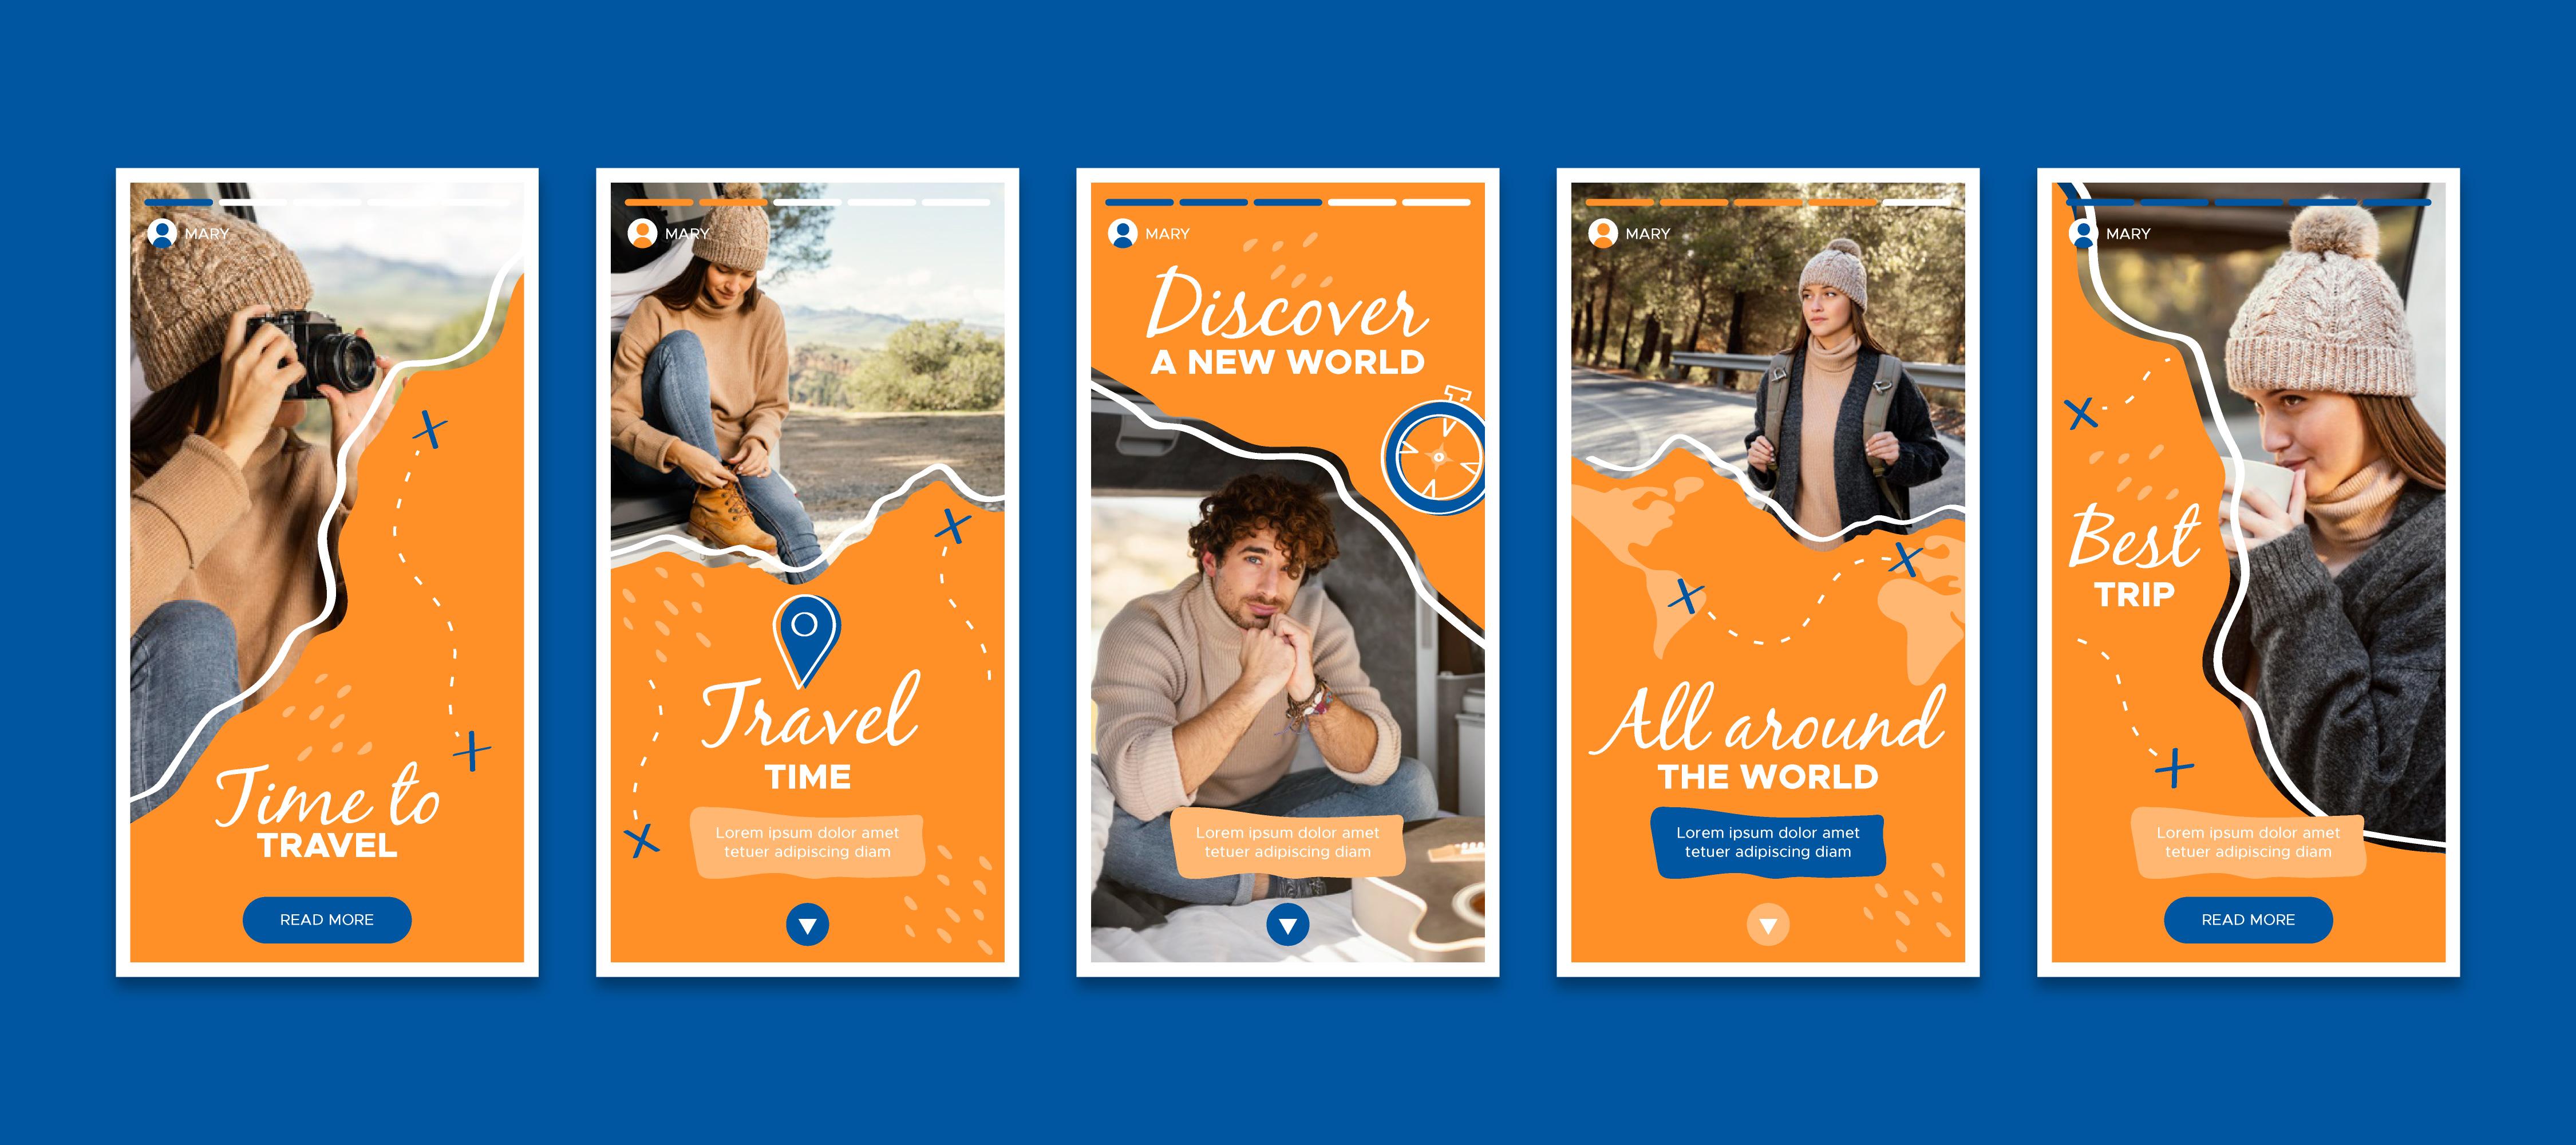 MARY
Time to
TRAVEL
READ MORE
MARY
Travel
TIME
Lorem ipsum dolor amet
tetuer adipiscing diam
MARY
Discover
A NEW WORLD
Lorem ipsum dolor amet
tetuer adipiscing diam
MARY
All around
THE WORLD
Lorem ipsum dolor amet
tetuer adipiscing diam
MARY
Best
TRIP
Lorem ipsum dolor amet
tetuer adipiscing diam
READ MORE